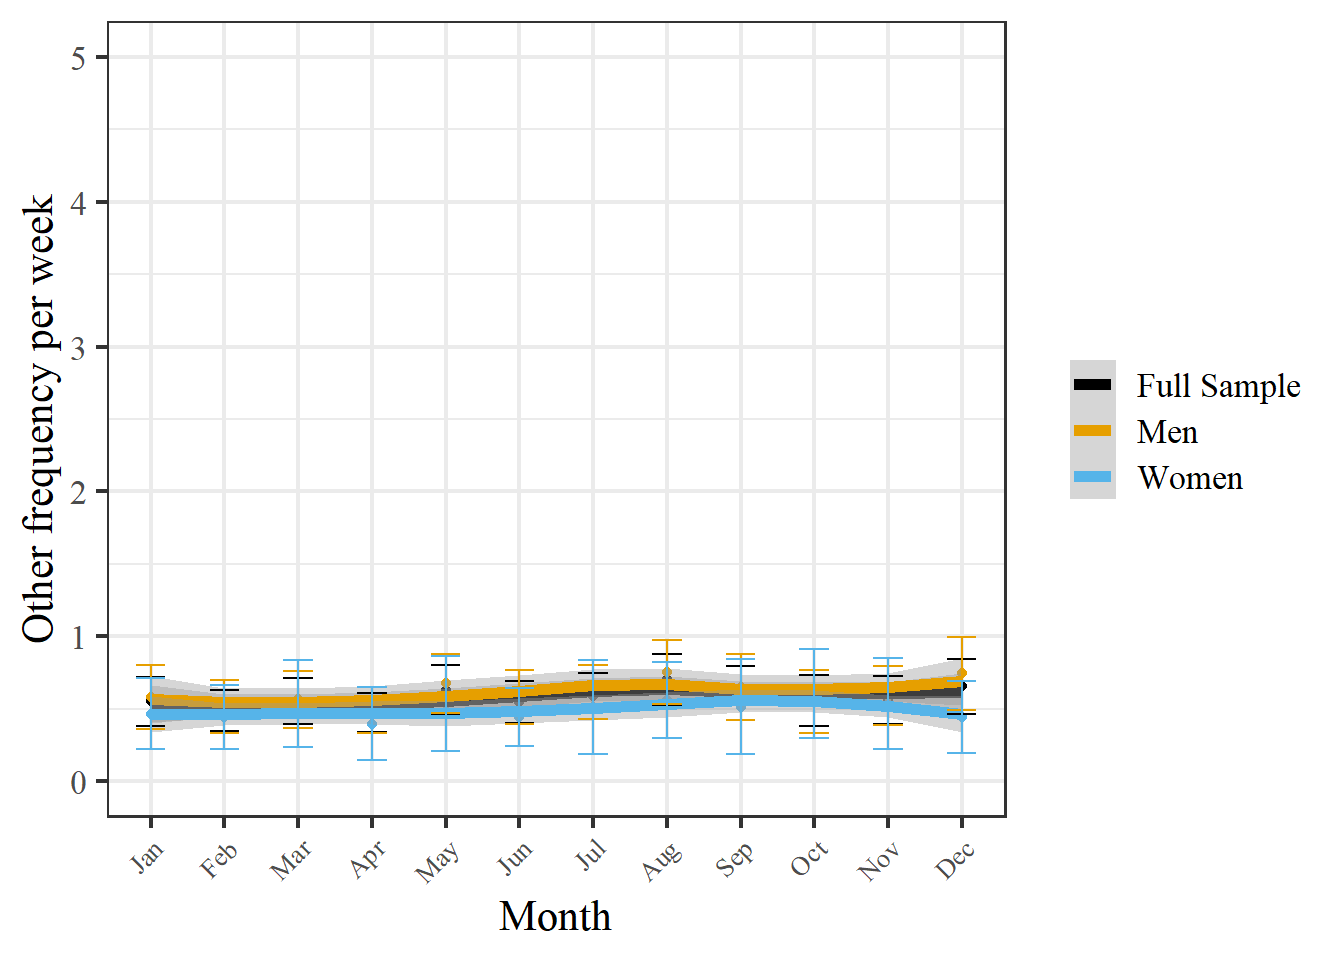 Other frequency per week
5
4
3
2
1
0
Jan
Feb
Mar
Apr
May
Jun
Jul
Aug
Sep
Oct
Nov
Dec
Month
Full Sample
Men
Women